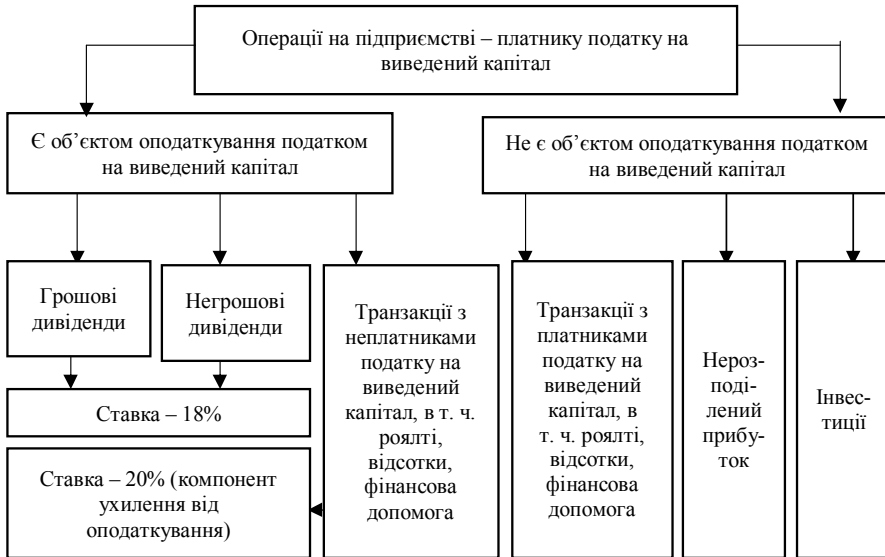 Операції на підприємстві – платнику податку на
виведений капітал
Є об’єктом оподаткування податком
на виведений капітал
Не є об’єктом оподаткування податком
на виведений капітал
Грошові
дивіденди
Негрошові
дивіденди
Ставка – 18%
Ставка – 20% (компонент
ухилення від
оподаткування)
Транзакції з
неплатниками
податку на
виведений
капітал, в т. ч.
роялті,
відсотки,
фінансова
допомога
Транзакції з
платниками
податку на
виведений
капітал, в
т. ч. роялті,
відсотки,
фінансова
допомога
Нероз-
поді-
лений
прибу-
ток
Інвес-
тиції